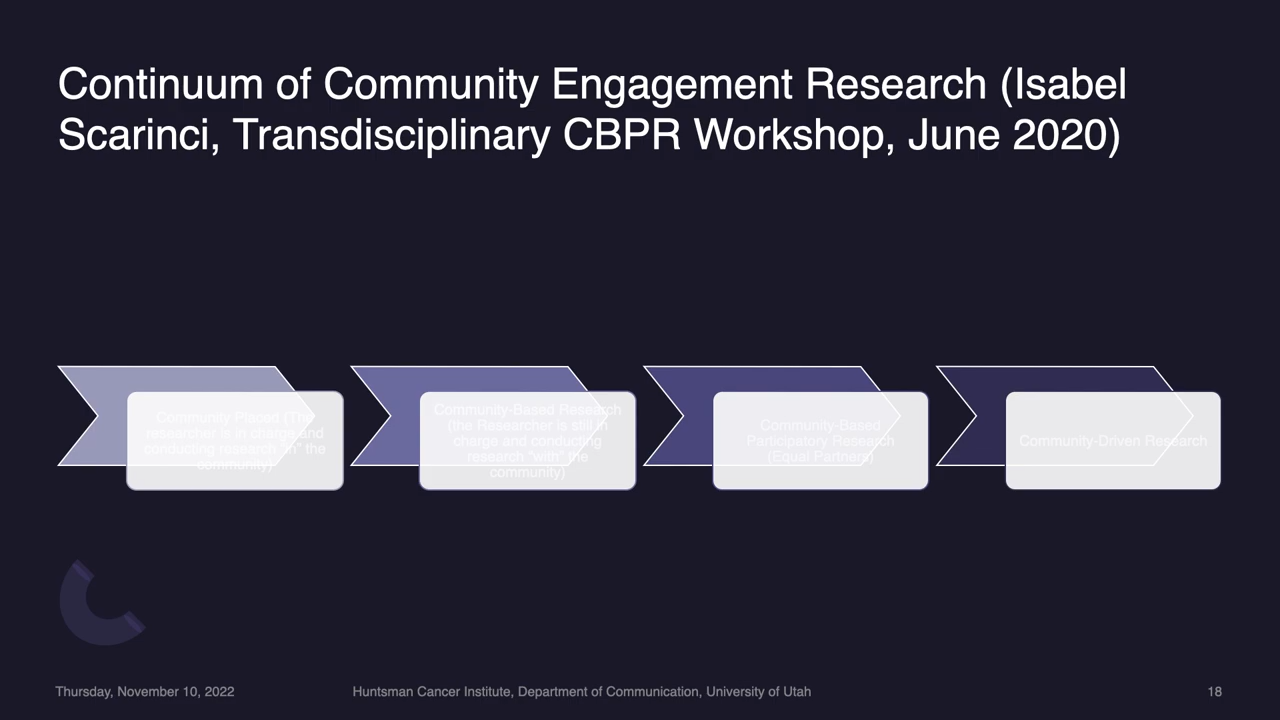 Continuum of Community Engagement Research (Isabel
Scarinci, Transdisciplinary CBPR Workshop, June 2020)
Community Placed (The
researcher is in charge and
conducting research "in" the
community)
Community-Based Research
(the Researcher is still in
charge and conducting
research "with" the
community)
Community-Based
Participatory Research
(Equal Partners)
Community-Driven Research
Thursday, November 10, 2022
Huntsman Cancer Institute, Department of Communication, University of Utah
18